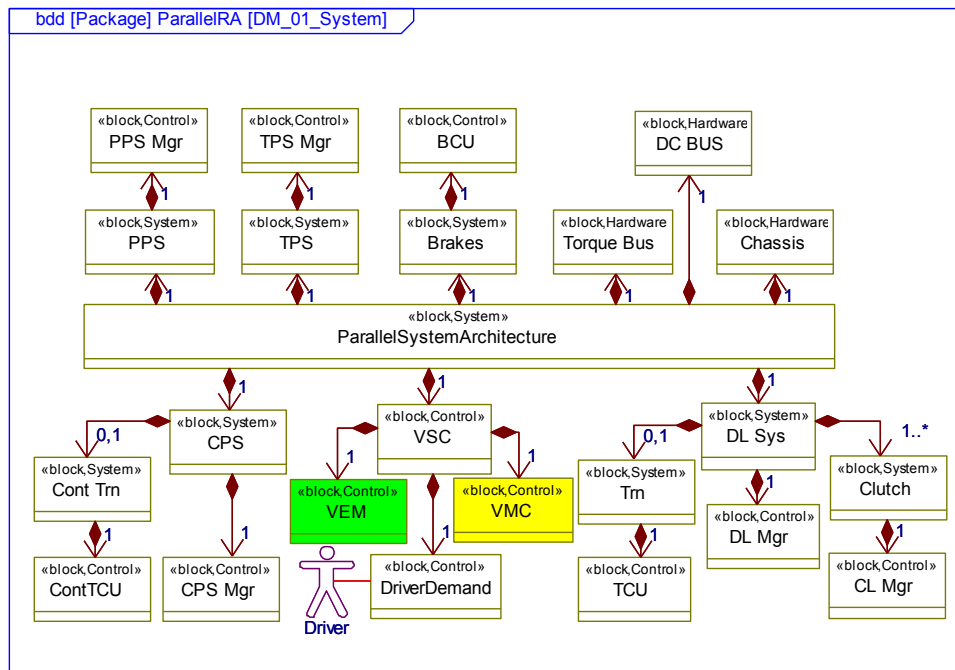 bdd [Package] ParallelRA [DM_01_System]
«block,Control»
PPS Mgr
1
«block,Control»
TPS Mgr
1
«block,Control»
BCU
1
«block,Hardware
DC BUS
1
«block,System»
PPS
1
«block,System»
TPS
1
«block,System»
Brakes
1
«block,Hardware
Torque Bus
1
«block,Hardware
Chassis
1
«block,System»
ParallelSystemArchitecture
1
1
1
«block,System»
CPS
0,1
«block,Control»
VSC
1
1
«block,System»
DL Sys
0,1
1..*
«block,System»
Cont Trn
1
«block,Control»
VEM
«block,Control»
VMC
«block,System»
Trn
1
1
«block,Control»
DL Mgr
«block,System»
Clutch
1
«block,Control»
ContTCU
1
«block,Control»
CPS Mgr
1
«block,Control»
DriverDemand
«block,Control»
TCU
«block,Control»
CL Mgr
Driver